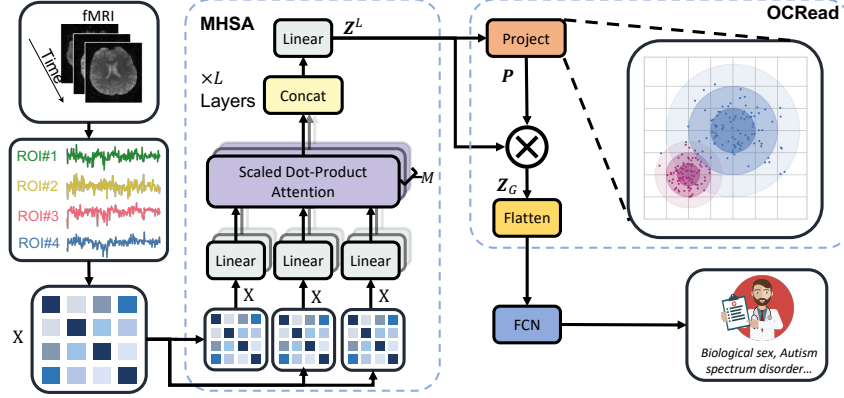 fMRI
Time
ROI#1
ROI#2
ROI#3
ROI#4
X
MHSA
Linear
Z^L
×L
Layers
Concat
Scaled Dot-Product
Attention
M
Linear
Linear
Linear
X
X
X
OCRead
Project
P
Z_G
Flatten
FCN
Biological sex, Autism
spectrum disorder...